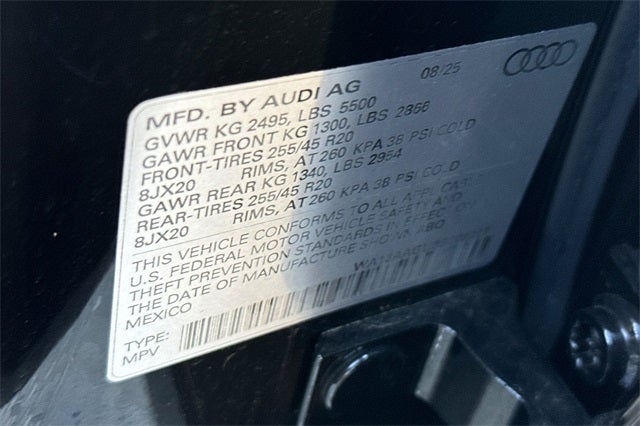 MFD. BY AUDI AG 08/25
GVWR KG 2495, LBS 5500
GAWR FRONT KG 1300, LBS 2866
FRONT-TIRES 255/45 R20
8JX20 RIMS, AT 260 KPA 38 PSI COLD
GAWR REAR KG 1340, LBS 2954
REAR-TIRES 255/45 R20
8JX20 RIMS, AT 260 KPA 38 PSI COLD
THIS VEHICLE CONFORMS TO ALL
U.S. FEDERAL MOTOR VEHICLE SAFETY AND
THEFT PREVENTION STANDARDS IN EFFECT ON
THE DATE OF MANUFACTURE SHOWN
MEXICO
TYPE:
MPV